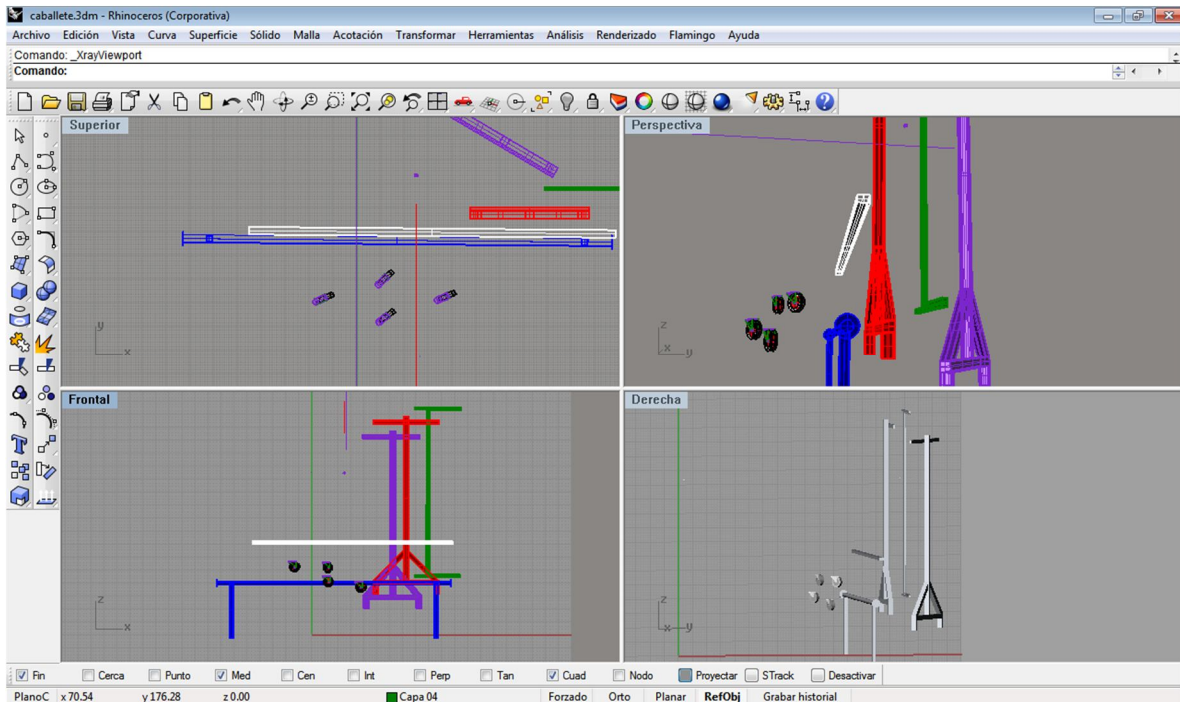 caballete.3dm - Rhinoceros (Corporativa)
Archivo Edición Vista Curva Superficie Sólido Malla Acotación Transformar Herramientas Análisis Renderizado Flamingo Ayuda
Comando: _XrayViewport
Comando:
Superior
Perspectiva
y
x
z
x y
Frontal
Derecha
z
x
z
x y
Fin Cerca Punto Med Cen Int Perp Tan Cuad Nodo Proyectar STrack Desactivar
PlanoC x 70.54 y 176.28 z 0.00 Capa 04 Forzado Orto Planar RefObj Grabar historial